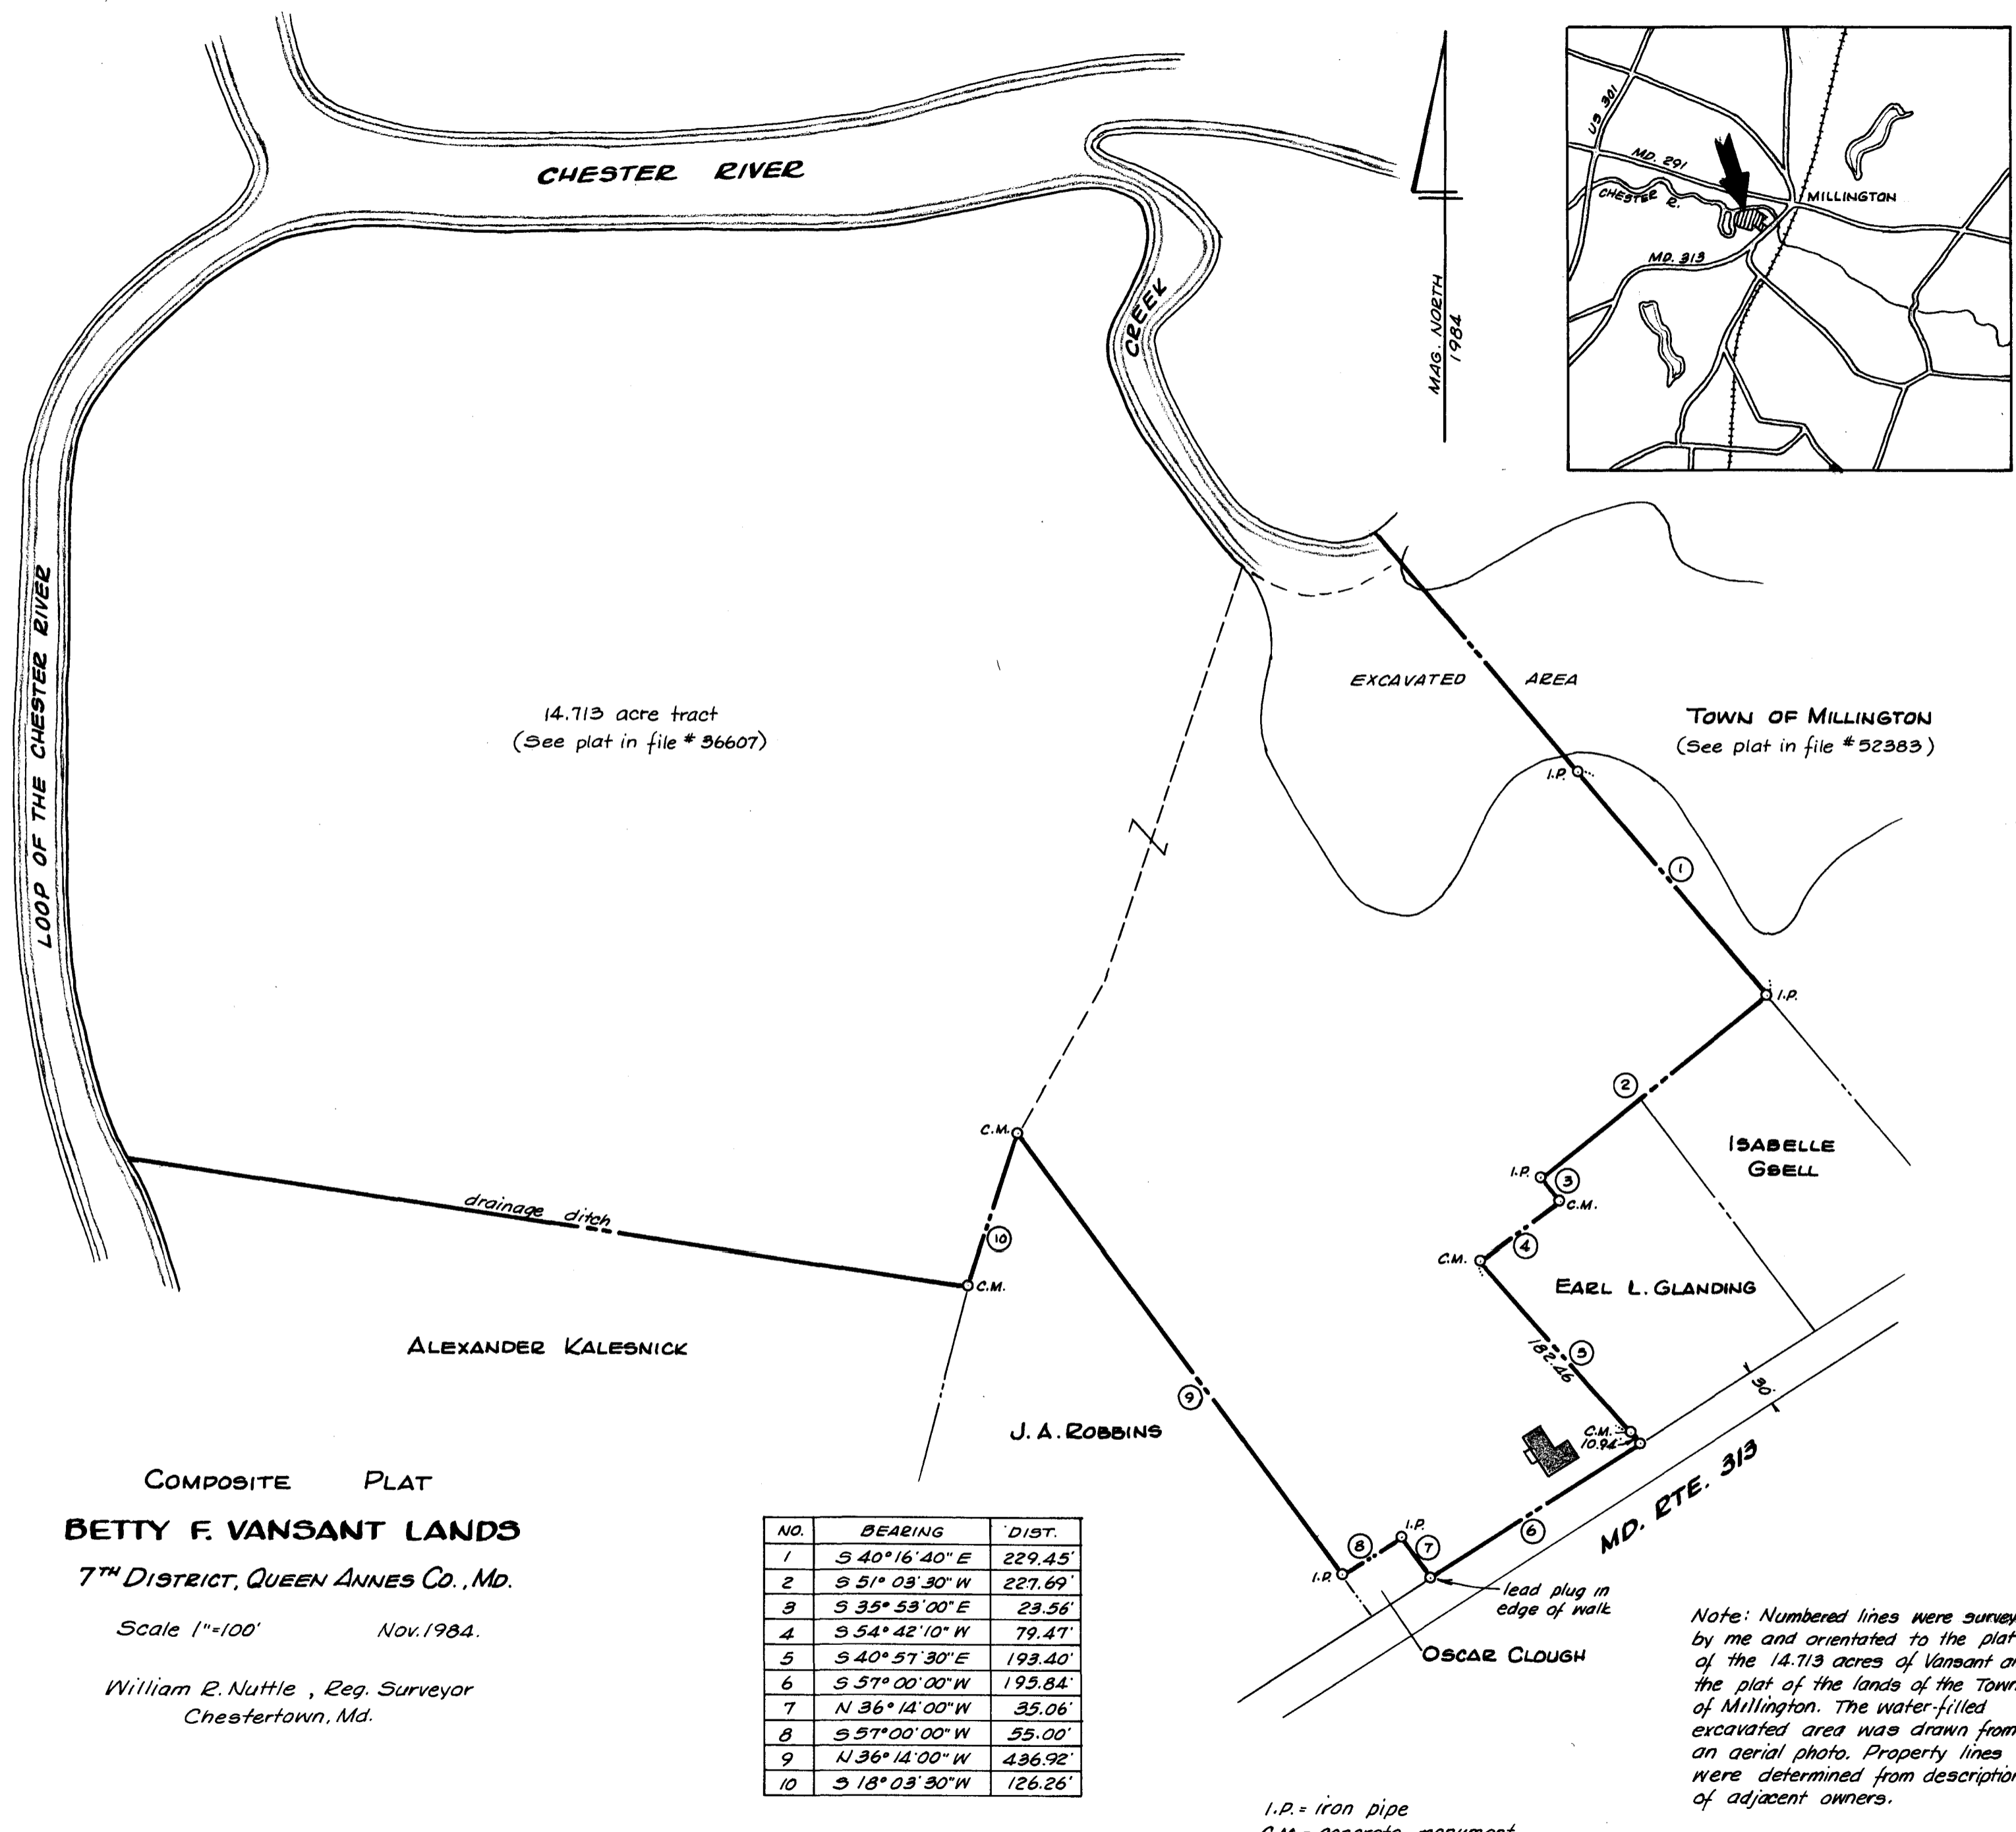 CHESTER RIVER
CREEK
LOOP OF THE CHESTER RIVER
MAG. NORTH
1984
US 301
MD. 291
CHESTER R.
MILLINGTON
MD. 313
14.713 acre tract
(See plat in file # 36607)
EXCAVATED AREA
TOWN OF MILLINGTON
(See plat in file # 52383)
I.P.
1
I.P.
2
ISABELLE
GSELL
I.P.
3
C.M.
4
C.M.
EARL L. GLANDING
C.M.
10
C.M.
drainage ditch
ALEXANDER KALESNICK
5
182.46
30'
9
J. A. ROBBINS
C.M.
10.94'
MD. RTE. 313
6
I.P.
7
8
I.P.
lead plug in
edge of walk
OSCAR CLOUGH
COMPOSITE PLAT
BETTY F. VANSANT LANDS
7TH DISTRICT, QUEEN ANNES CO., MD.
Scale 1"=100' Nov. 1984.
William R. Nuttle, Reg. Surveyor
Chestertown, Md.
NO. BEARING DIST.
1 S 40° 16' 40" E 229.45'
2 S 51° 03' 30" W 227.69'
3 S 35° 53' 00" E 23.56'
4 S 54° 42' 10" W 79.47'
5 S 40° 57' 30" E 193.40'
6 S 57° 00' 00" W 195.84'
7 N 36° 14' 00" W 35.06'
8 S 57° 00' 00" W 55.00'
9 N 36° 14' 00" W 436.92'
10 S 18° 03' 30" W 126.26'
Note: Numbered lines were survey
by me and orientated to the plat
of the 14.713 acres of Vansant an
the plat of the lands of the Town
of Millington. The water-filled
excavated area was drawn from
an aerial photo. Property lines
were determined from description
of adjacent owners.
I.P. = iron pipe
C.M. = concrete monument